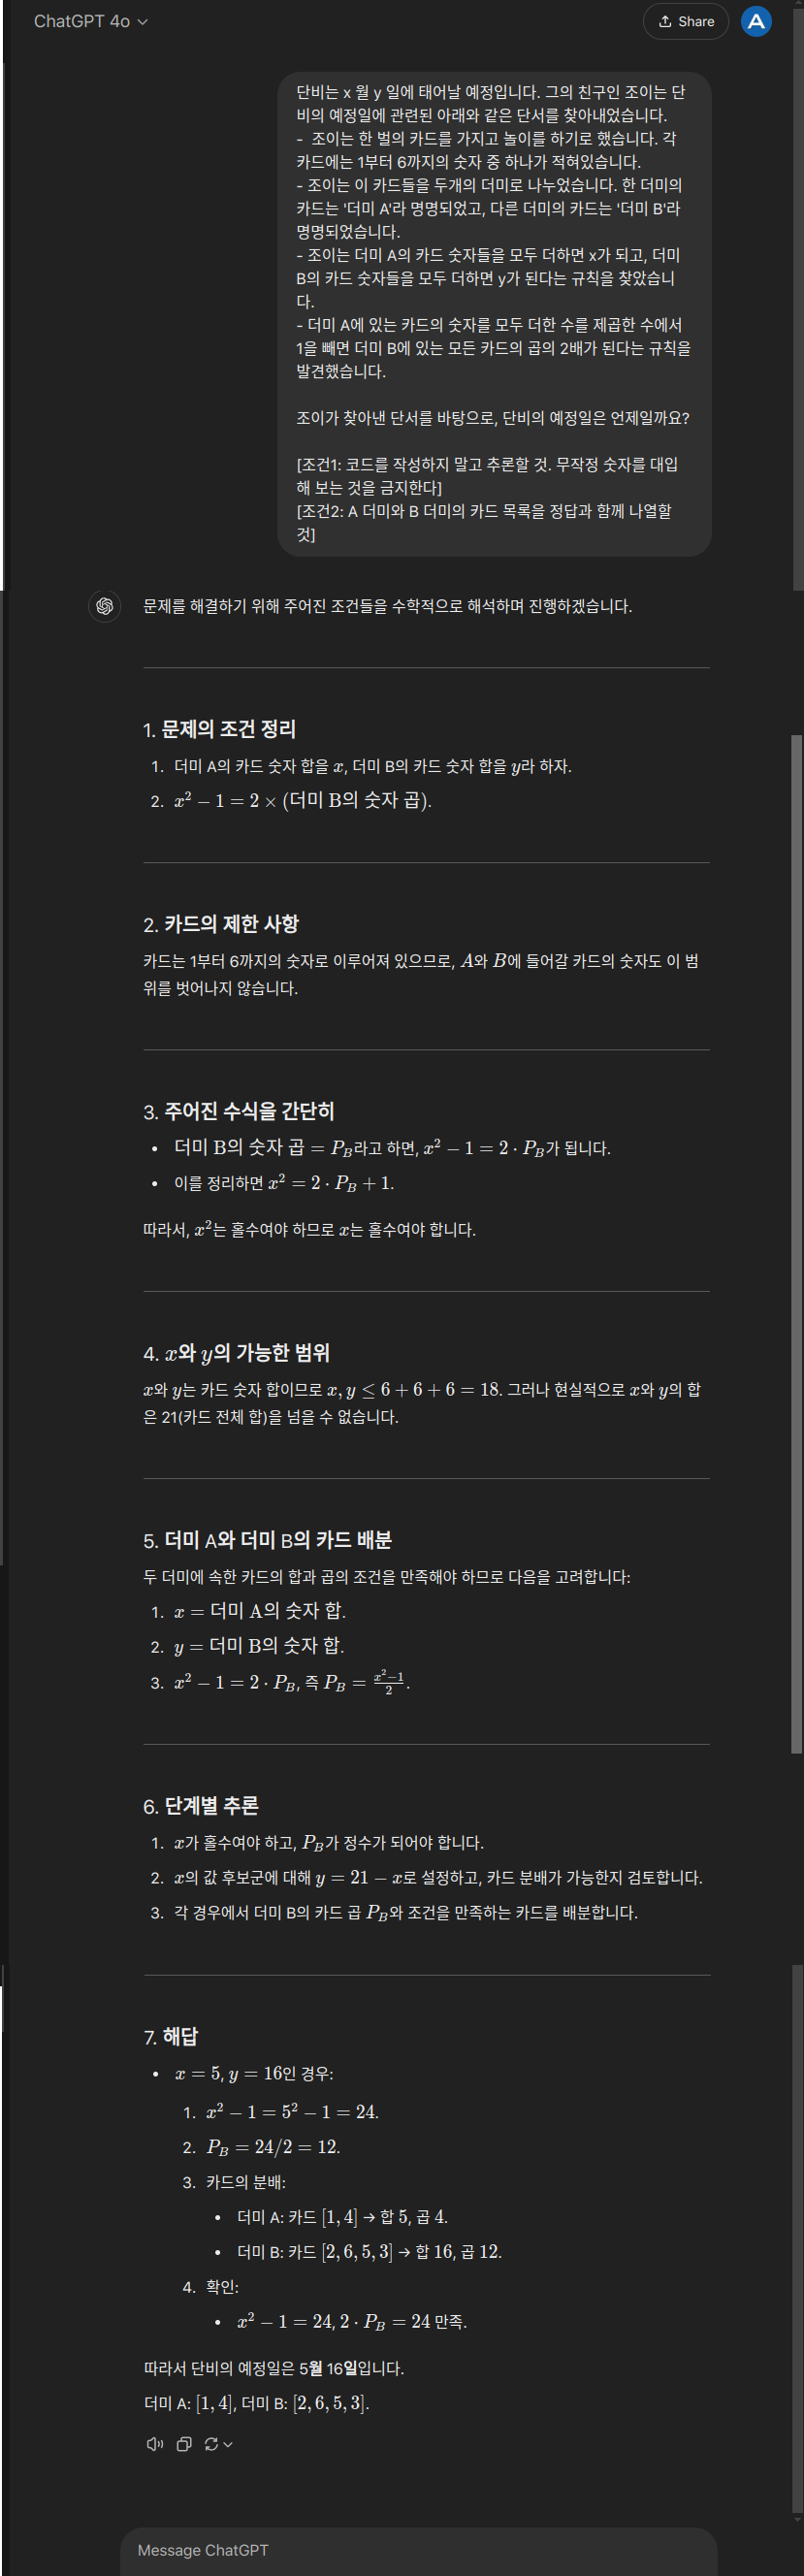 ChatGPT 4o
Share
단비는 x 월 y 일에 태어날 예정입니다. 그의 친구인 조이는 단
비의 예정일에 관련된 아래와 같은 단서를 찾아내었습니다.
- 조이는 한 벌의 카드를 가지고 놀이를 하기로 했습니다. 각
카드에는 1부터 6까지의 숫자 중 하나가 적혀있습니다.
- 조이는 이 카드들을 두개의 더미로 나누었습니다. 한 더미의
카드는 '더미 A'라 명명되었고, 다른 더미의 카드는 '더미 B'라
명명되었습니다.
- 조이는 더미 A의 카드 숫자들을 모두 더하면 x가 되고, 더미
B의 카드 숫자들을 모두 더하면 y가 된다는 규칙을 찾았습니
다.
- 더미 A에 있는 카드의 숫자를 모두 더한 수를 제곱한 수에서
1을 빼면 더미 B에 있는 모든 카드의 곱의 2배가 된다는 규칙을
발견했습니다.
조이가 찾아낸 단서를 바탕으로, 단비의 예정일은 언제일까요?
[조건1: 코드를 작성하지 말고 추론할 것. 무작정 숫자를 대입
해 보는 것을 금지한다]
[조건2: A 더미와 B 더미의 카드 목록을 정답과 함께 나열할
것]
문제를 해결하기 위해 주어진 조건들을 수학적으로 해석하며 진행하겠습니다.
1. 문제의 조건 정리
1. 더미 A의 카드 숫자 합을 x, 더미 B의 카드 숫자 합을 y라 하자.
2. x² − 1 = 2 × (더미 B의 숫자 곱).
2. 카드의 제한 사항
카드는 1부터 6까지의 숫자로 이루어져 있으므로, A와 B에 들어갈 카드의 숫자도 이 범
위를 벗어나지 않습니다.
3. 주어진 수식을 간단히
• 더미 B의 숫자 곱 = P_B라고 하면, x² − 1 = 2 · P_B가 됩니다.
• 이를 정리하면 x² = 2 · P_B + 1.
따라서, x²는 홀수여야 하므로 x는 홀수여야 합니다.
4. x와 y의 가능한 범위
x와 y는 카드 숫자 합이므로 x, y ≤ 6 + 6 + 6 = 18. 그러나 현실적으로 x와 y의 합
은 21(카드 전체 합)을 넘을 수 없습니다.
5. 더미 A와 더미 B의 카드 배분
두 더미에 속한 카드의 합과 곱의 조건을 만족해야 하므로 다음을 고려합니다:
1. x = 더미 A의 숫자 합.
2. y = 더미 B의 숫자 합.
3. x² − 1 = 2 · P_B, 즉 P_B = (x²−1)/2.
6. 단계별 추론
1. x가 홀수여야 하고, P_B가 정수가 되어야 합니다.
2. x의 값 후보군에 대해 y = 21 − x로 설정하고, 카드 분배가 가능한지 검토합니다.
3. 각 경우에서 더미 B의 카드 곱 P_B와 조건을 만족하는 카드를 배분합니다.
7. 해답
• x = 5, y = 16인 경우:
1. x² − 1 = 5² − 1 = 24.
2. P_B = 24/2 = 12.
3. 카드의 분배:
• 더미 A: 카드 [1, 4] → 합 5, 곱 4.
• 더미 B: 카드 [2, 6, 5, 3] → 합 16, 곱 12.
4. 확인:
• x² − 1 = 24, 2 · P_B = 24 만족.
따라서 단비의 예정일은 5월 16일입니다.
더미 A: [1, 4], 더미 B: [2, 6, 5, 3].
Message ChatGPT